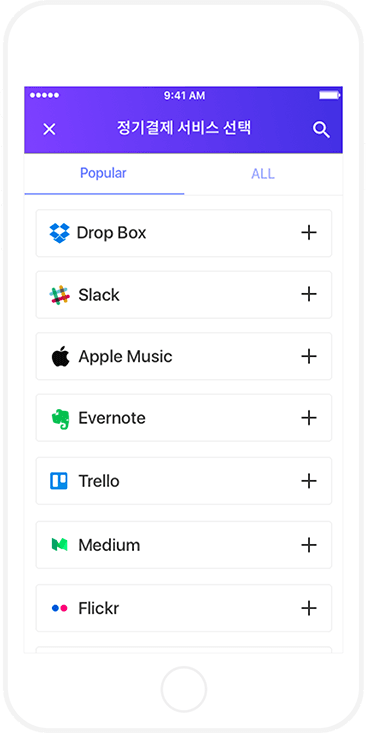 9:41 AM
정기결제 서비스 선택
Popular
ALL
Drop Box
Slack
Apple Music
Evernote
Trello
Medium
Flickr